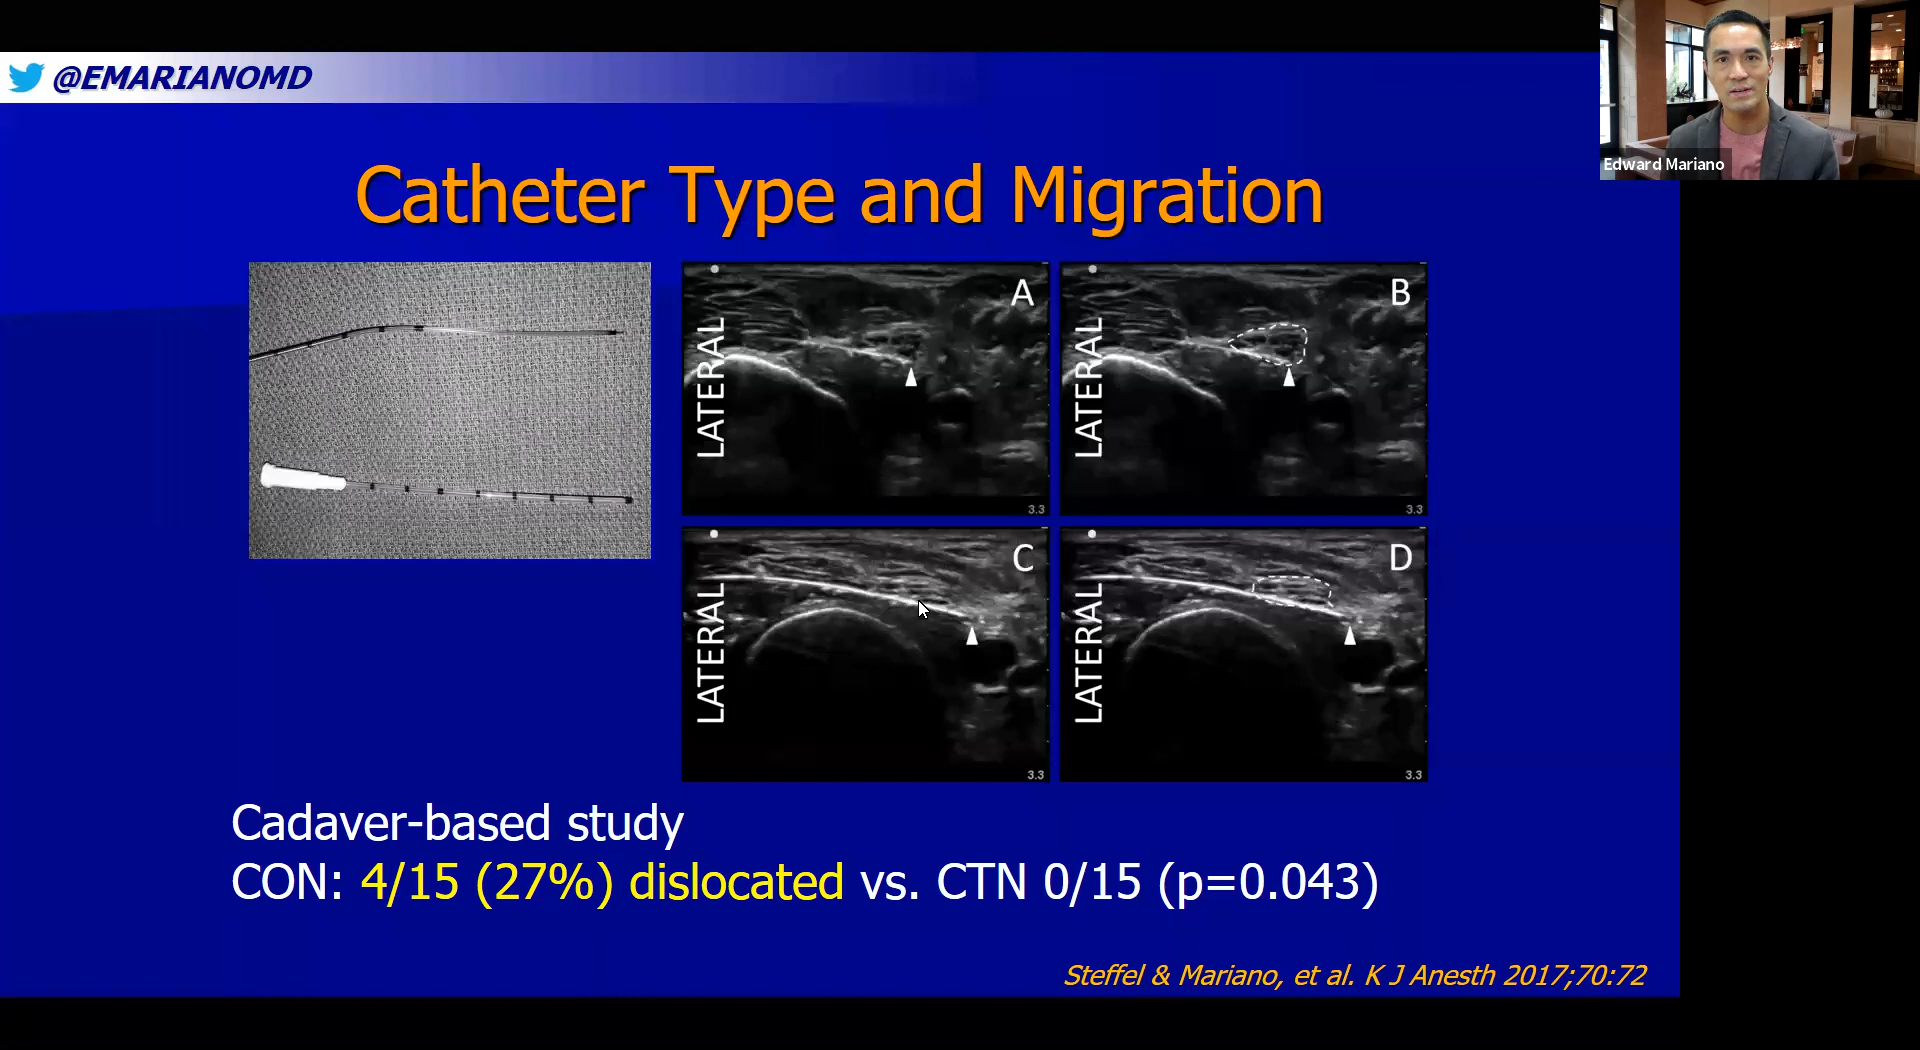 @EMARIANOMD
Edward Mariano
Catheter Type and Migration
LATERAL
A
3.3
LATERAL
B
3.3
LATERAL
C
3.3
LATERAL
D
3.3
Cadaver-based study
CON: 4/15 (27%) dislocated vs. CTN 0/15 (p=0.043)
Steffel & Mariano, et al. K J Anesth 2017;70:72